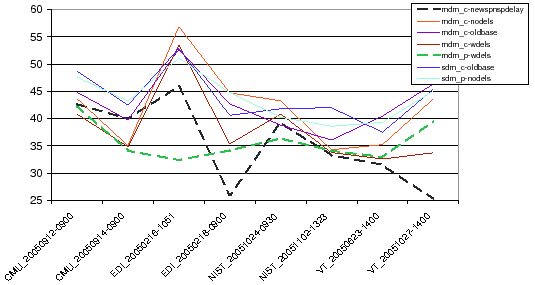 60
55
50
45
40
35
30
25
mdm_c-newspnspdelay
mdm_c-nodels
mdm_c-oldbase
mdm_c-wdels
mdm_p-wdels
sdm_c-oldbase
sdm_p-nodels
CMU_20050912-0900
CMU_20050914-0900
EDI_20050216-1051
EDI_20050218-0900
NIST_20051024-0930
NIST_20051102-1323
VT_20050623-1400
VT_20051027-1400